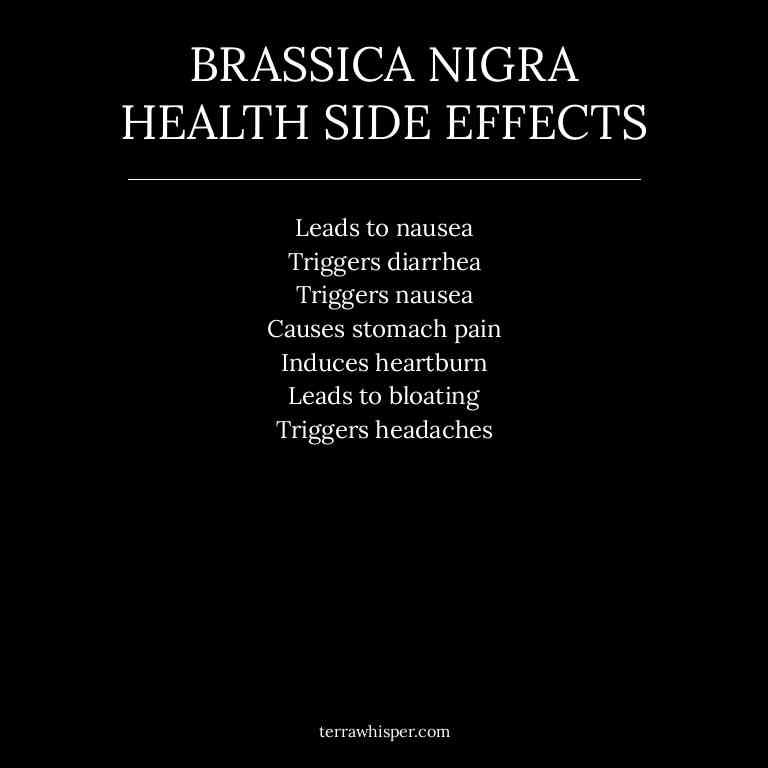 BRASSICA NIGRA
HEALTH SIDE EFFECTS
Leads to nausea
Triggers diarrhea
Triggers nausea
Causes stomach pain
Induces heartburn
Leads to bloating
Triggers headaches
terrawhisper.com